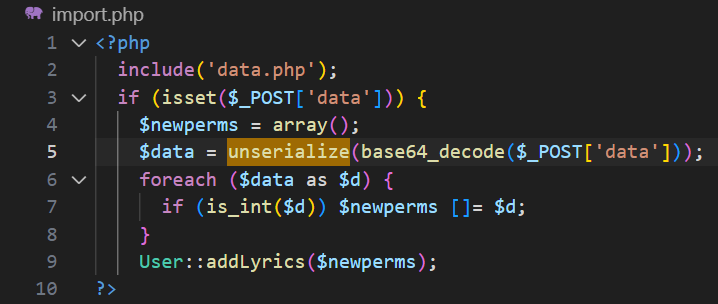 import.php
1 <?php
2 include('data.php');
3 if (isset($_POST['data'])) {
4 $newperms = array();
5 $data = unserialize(base64_decode($_POST['data']));
6 foreach ($data as $d) {
7 if (is_int($d)) $newperms []= $d;
8 }
9 User::addLyrics($newperms);
10 ?>